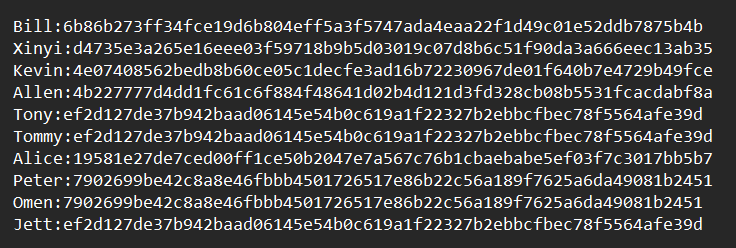 Bill:6b86b273ff34fce19d6b804eff5a3f5747ada4eaa22f1d49c01e52ddb7875b4b
Xinyi:d4735e3a265e16eee03f59718b9b5d03019c07d8b6c51f90da3a666eec13ab35
Kevin:4e07408562bedb8b60ce05c1decfe3ad16b72230967de01f640b7e4729b49fce
Allen:4b227777d4dd1fc61c6f884f48641d02b4d121d3fd328cb08b5531fcacdabf8a
Tony:ef2d127de37b942baad06145e54b0c619a1f22327b2ebbcfbec78f5564afe39d
Tommy:ef2d127de37b942baad06145e54b0c619a1f22327b2ebbcfbec78f5564afe39d
Alice:19581e27de7ced00ff1ce50b2047e7a567c76b1cbaebabe5ef03f7c3017bb5b7
Peter:7902699be42c8a8e46fbbb4501726517e86b22c56a189f7625a6da49081b2451
Omen:7902699be42c8a8e46fbbb4501726517e86b22c56a189f7625a6da49081b2451
Jett:ef2d127de37b942baad06145e54b0c619a1f22327b2ebbcfbec78f5564afe39d